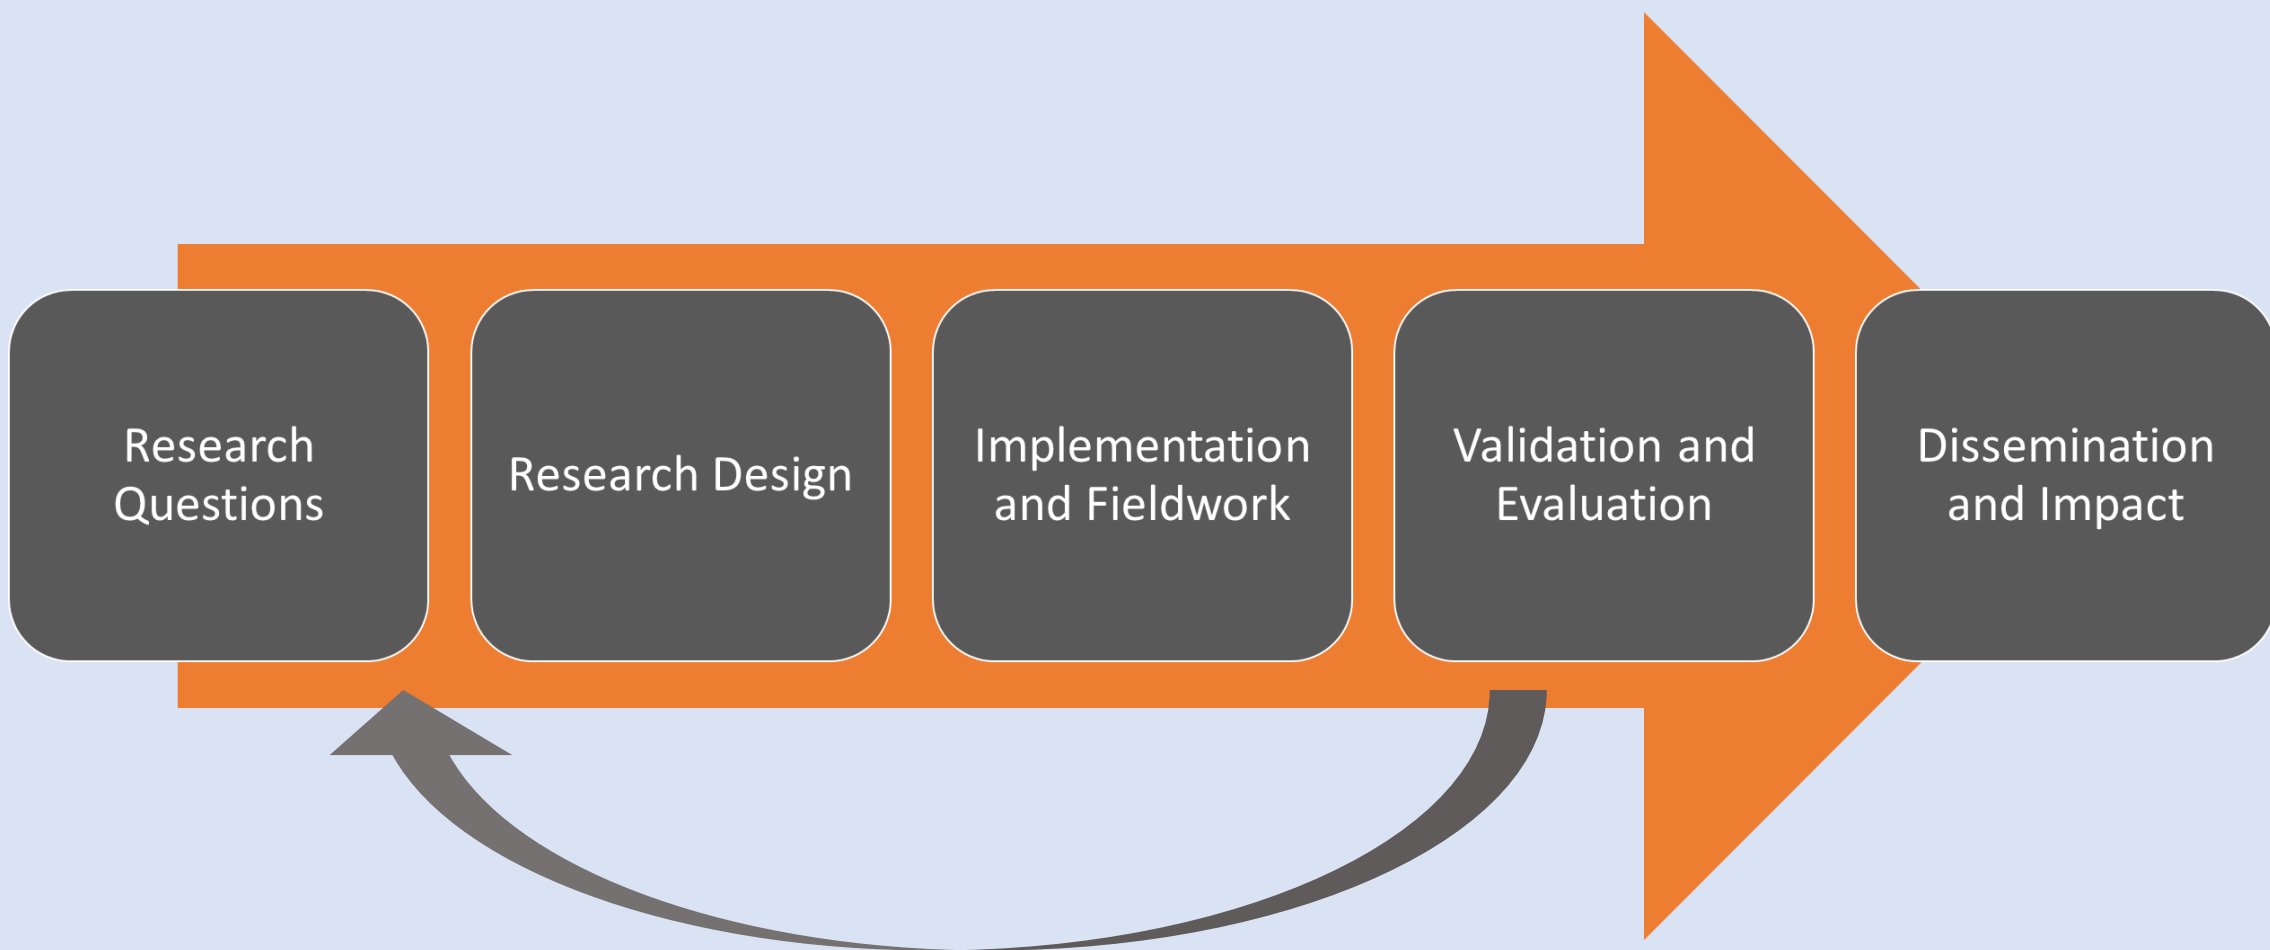 Research
Questions
Research Design
Implementation
and Fieldwork
Validation and
Evaluation
Dissemination
and Impact